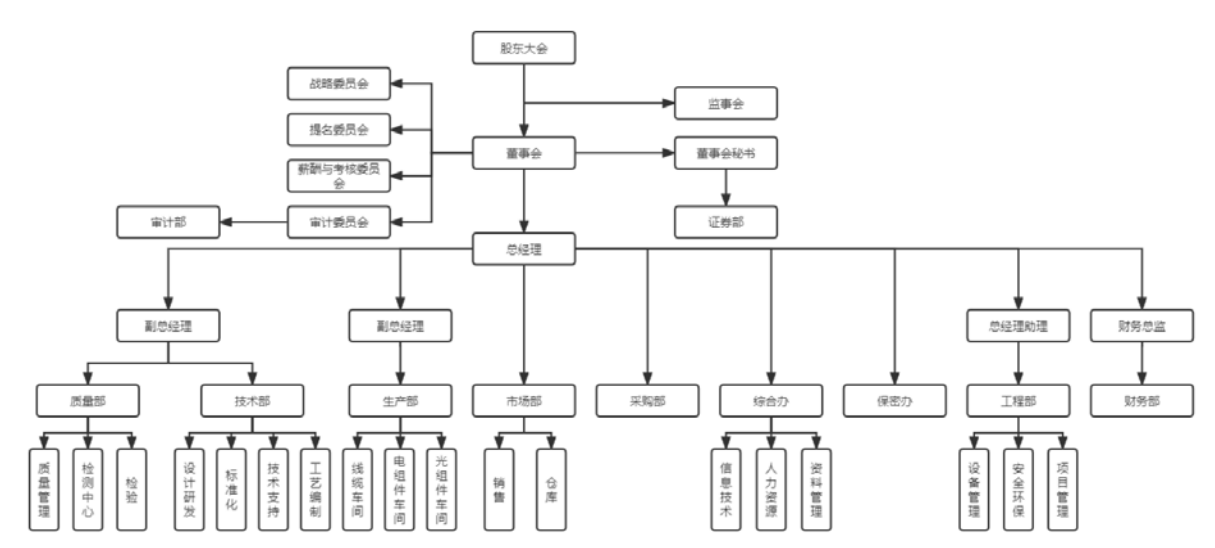 股东大会
战略委员会
监事会
提名委员会
董事会
董事会秘书
薪酬与考核委员
会
审计部
审计委员会
证券部
总经理
副总经理
副总经理
总经理助理
财务总监
质量部
技术部
生产部
市场部
采购部
综合办
保密办
工程部
财务部
质量管理
检测中心
检验
设计研发
标准化
技术支持
工艺编制
线缆车间
电组件车间
光组件车间
销售
仓库
信息技术
人力资源
资料管理
设备管理
安全环保
项目管理